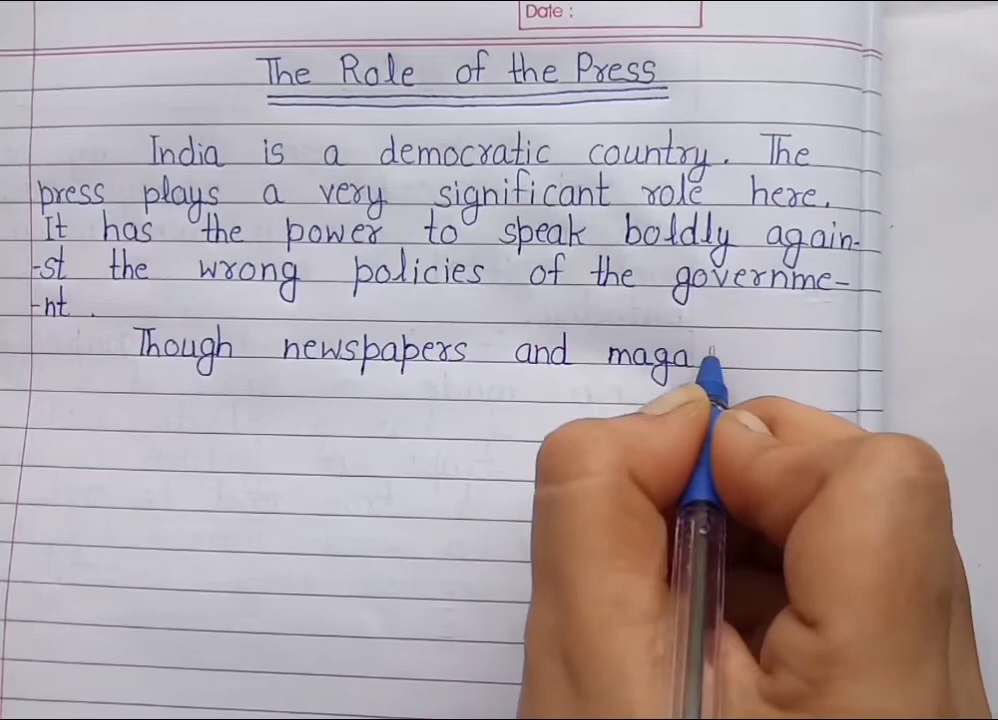 Date :
The Role of the Press
India is a democratic country. The
press plays a very significant role here.
It has the power to speak boldly again-
-st the wrong policies of the governme-
-nt.
Though newspapers and maga